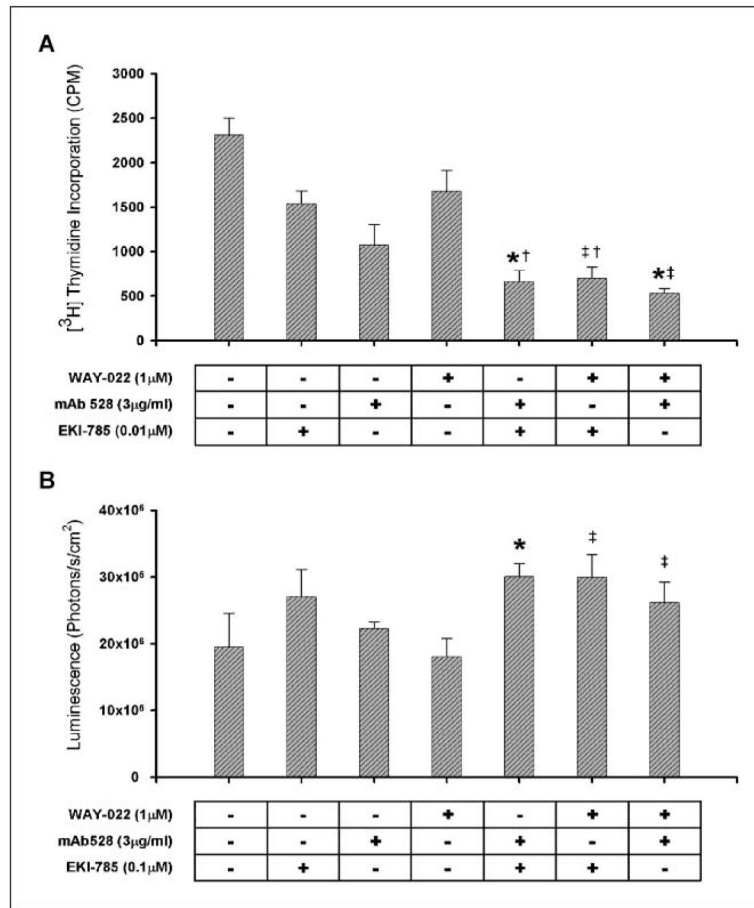 A
[³H] Thymidine Incorporation (CPM)
3000
2500
2000
1500
1000
500
0
*† ‡† *‡
WAY-022 (1µM) - - - + - + +
mAb 528 (3µg/ml) - - + - + - +
EKI-785 (0.01µM) - + - - + + -
B
Luminescence (Photons/s/cm²)
40x10⁶
30x10⁶
20x10⁶
10x10⁶
0
* ‡ ‡
WAY-022 (1µM) - - - + - + +
mAb528 (3µg/ml) - - + - + - +
EKI-785 (0.1µM) - + - - + + -